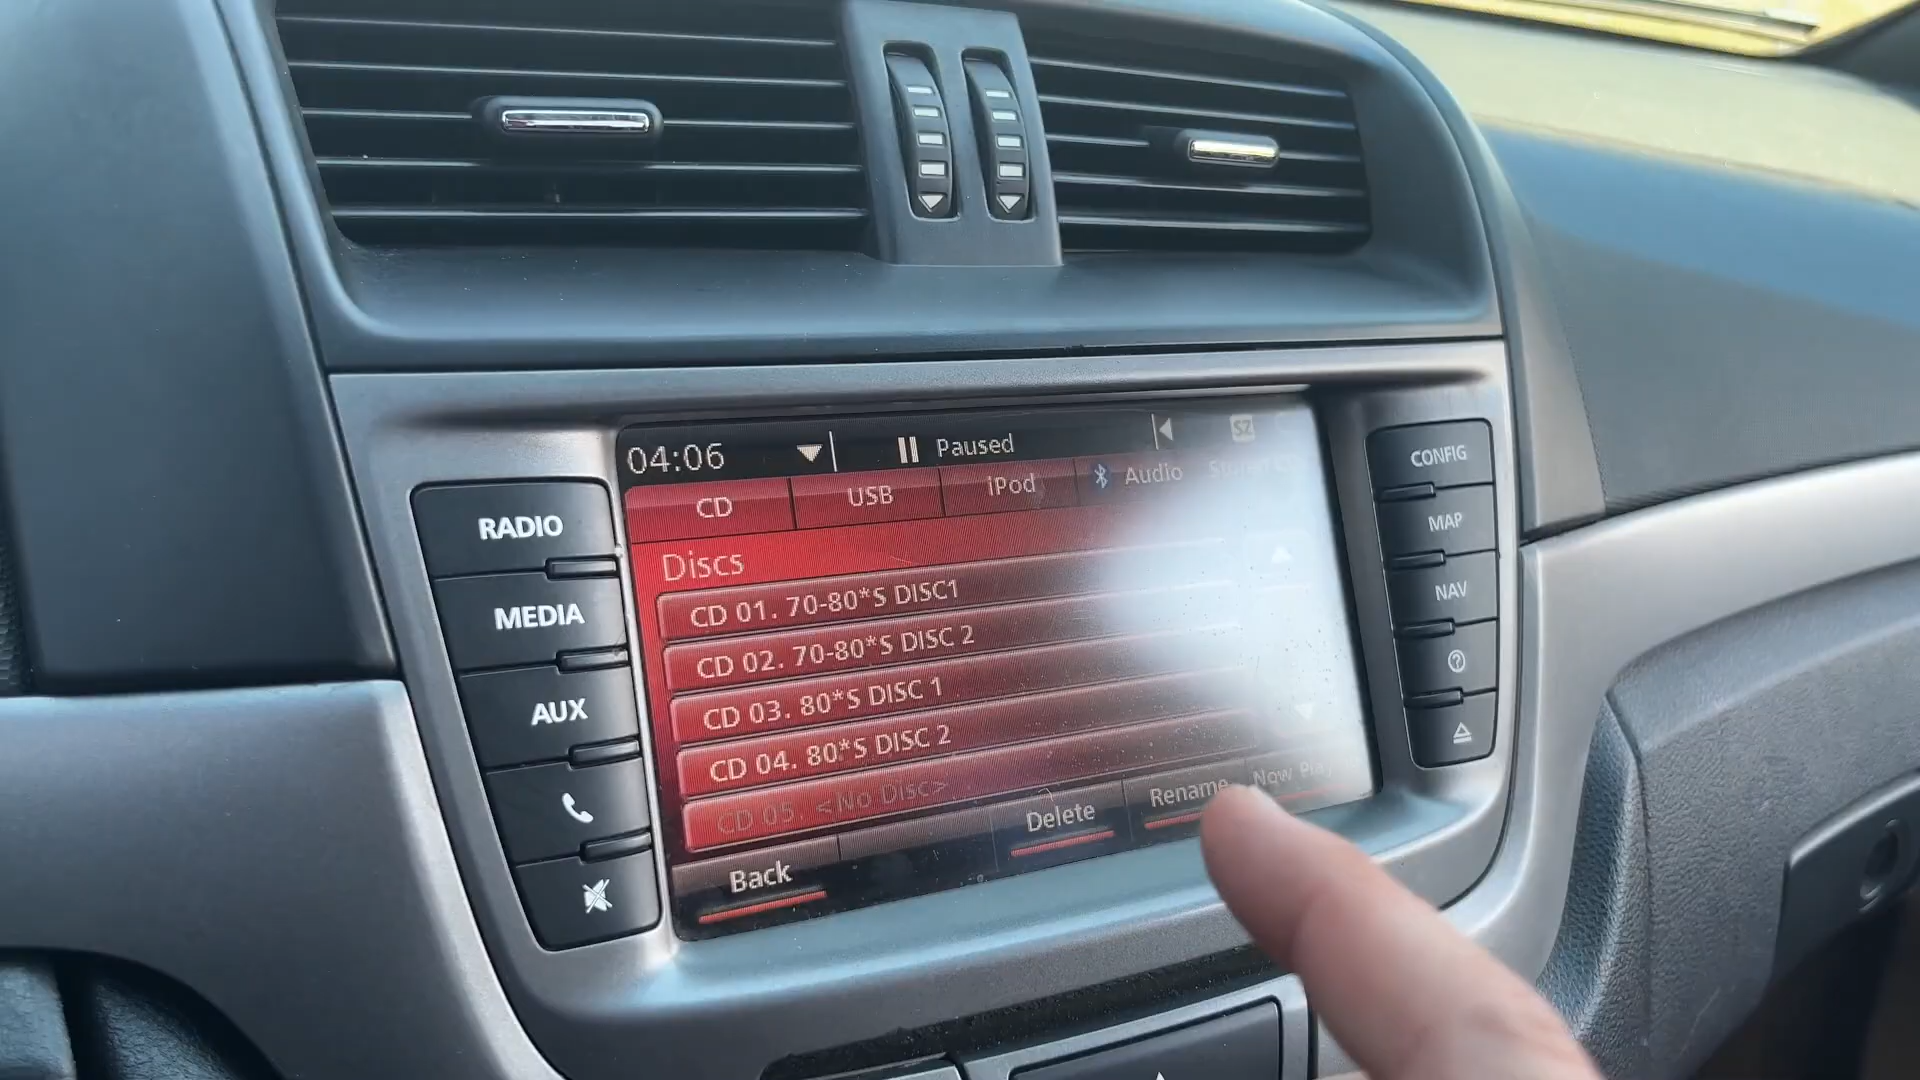 04:06 Paused
CD USB iPod Audio
Discs
CD 01. 70-80*S DISC1
CD 02. 70-80*S DISC 2
CD 03. 80*S DISC 1
CD 04. 80*S DISC 2
CD 05. <No Disc>
Back Delete Rename Now
RADIO
MEDIA
AUX
CONFIG
MAP
NAV